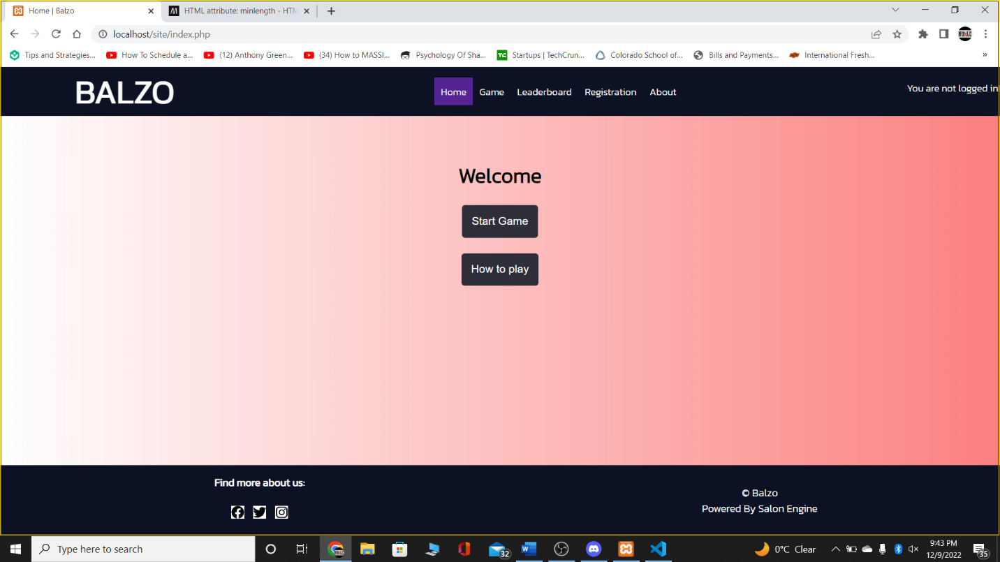 Home | Balzo
HTML attribute: minlength - HTM
localhost/site/index.php
Tips and Strategies...
How To Schedule a...
(12) Anthony Green...
(34) How to MASSI...
Psychology Of Sha...
TC
Startups | TechCrun...
Colorado School of...
Bills and Payments...
International Fresh...
»
BALZO
Home
Game
Leaderboard
Registration
About
You are not logged in!
Welcome
Start Game
How to play
Find more about us:
© Balzo
Powered By Salon Engine
Type here to search
32
0°C Clear
9:43 PM
12/9/2022
35